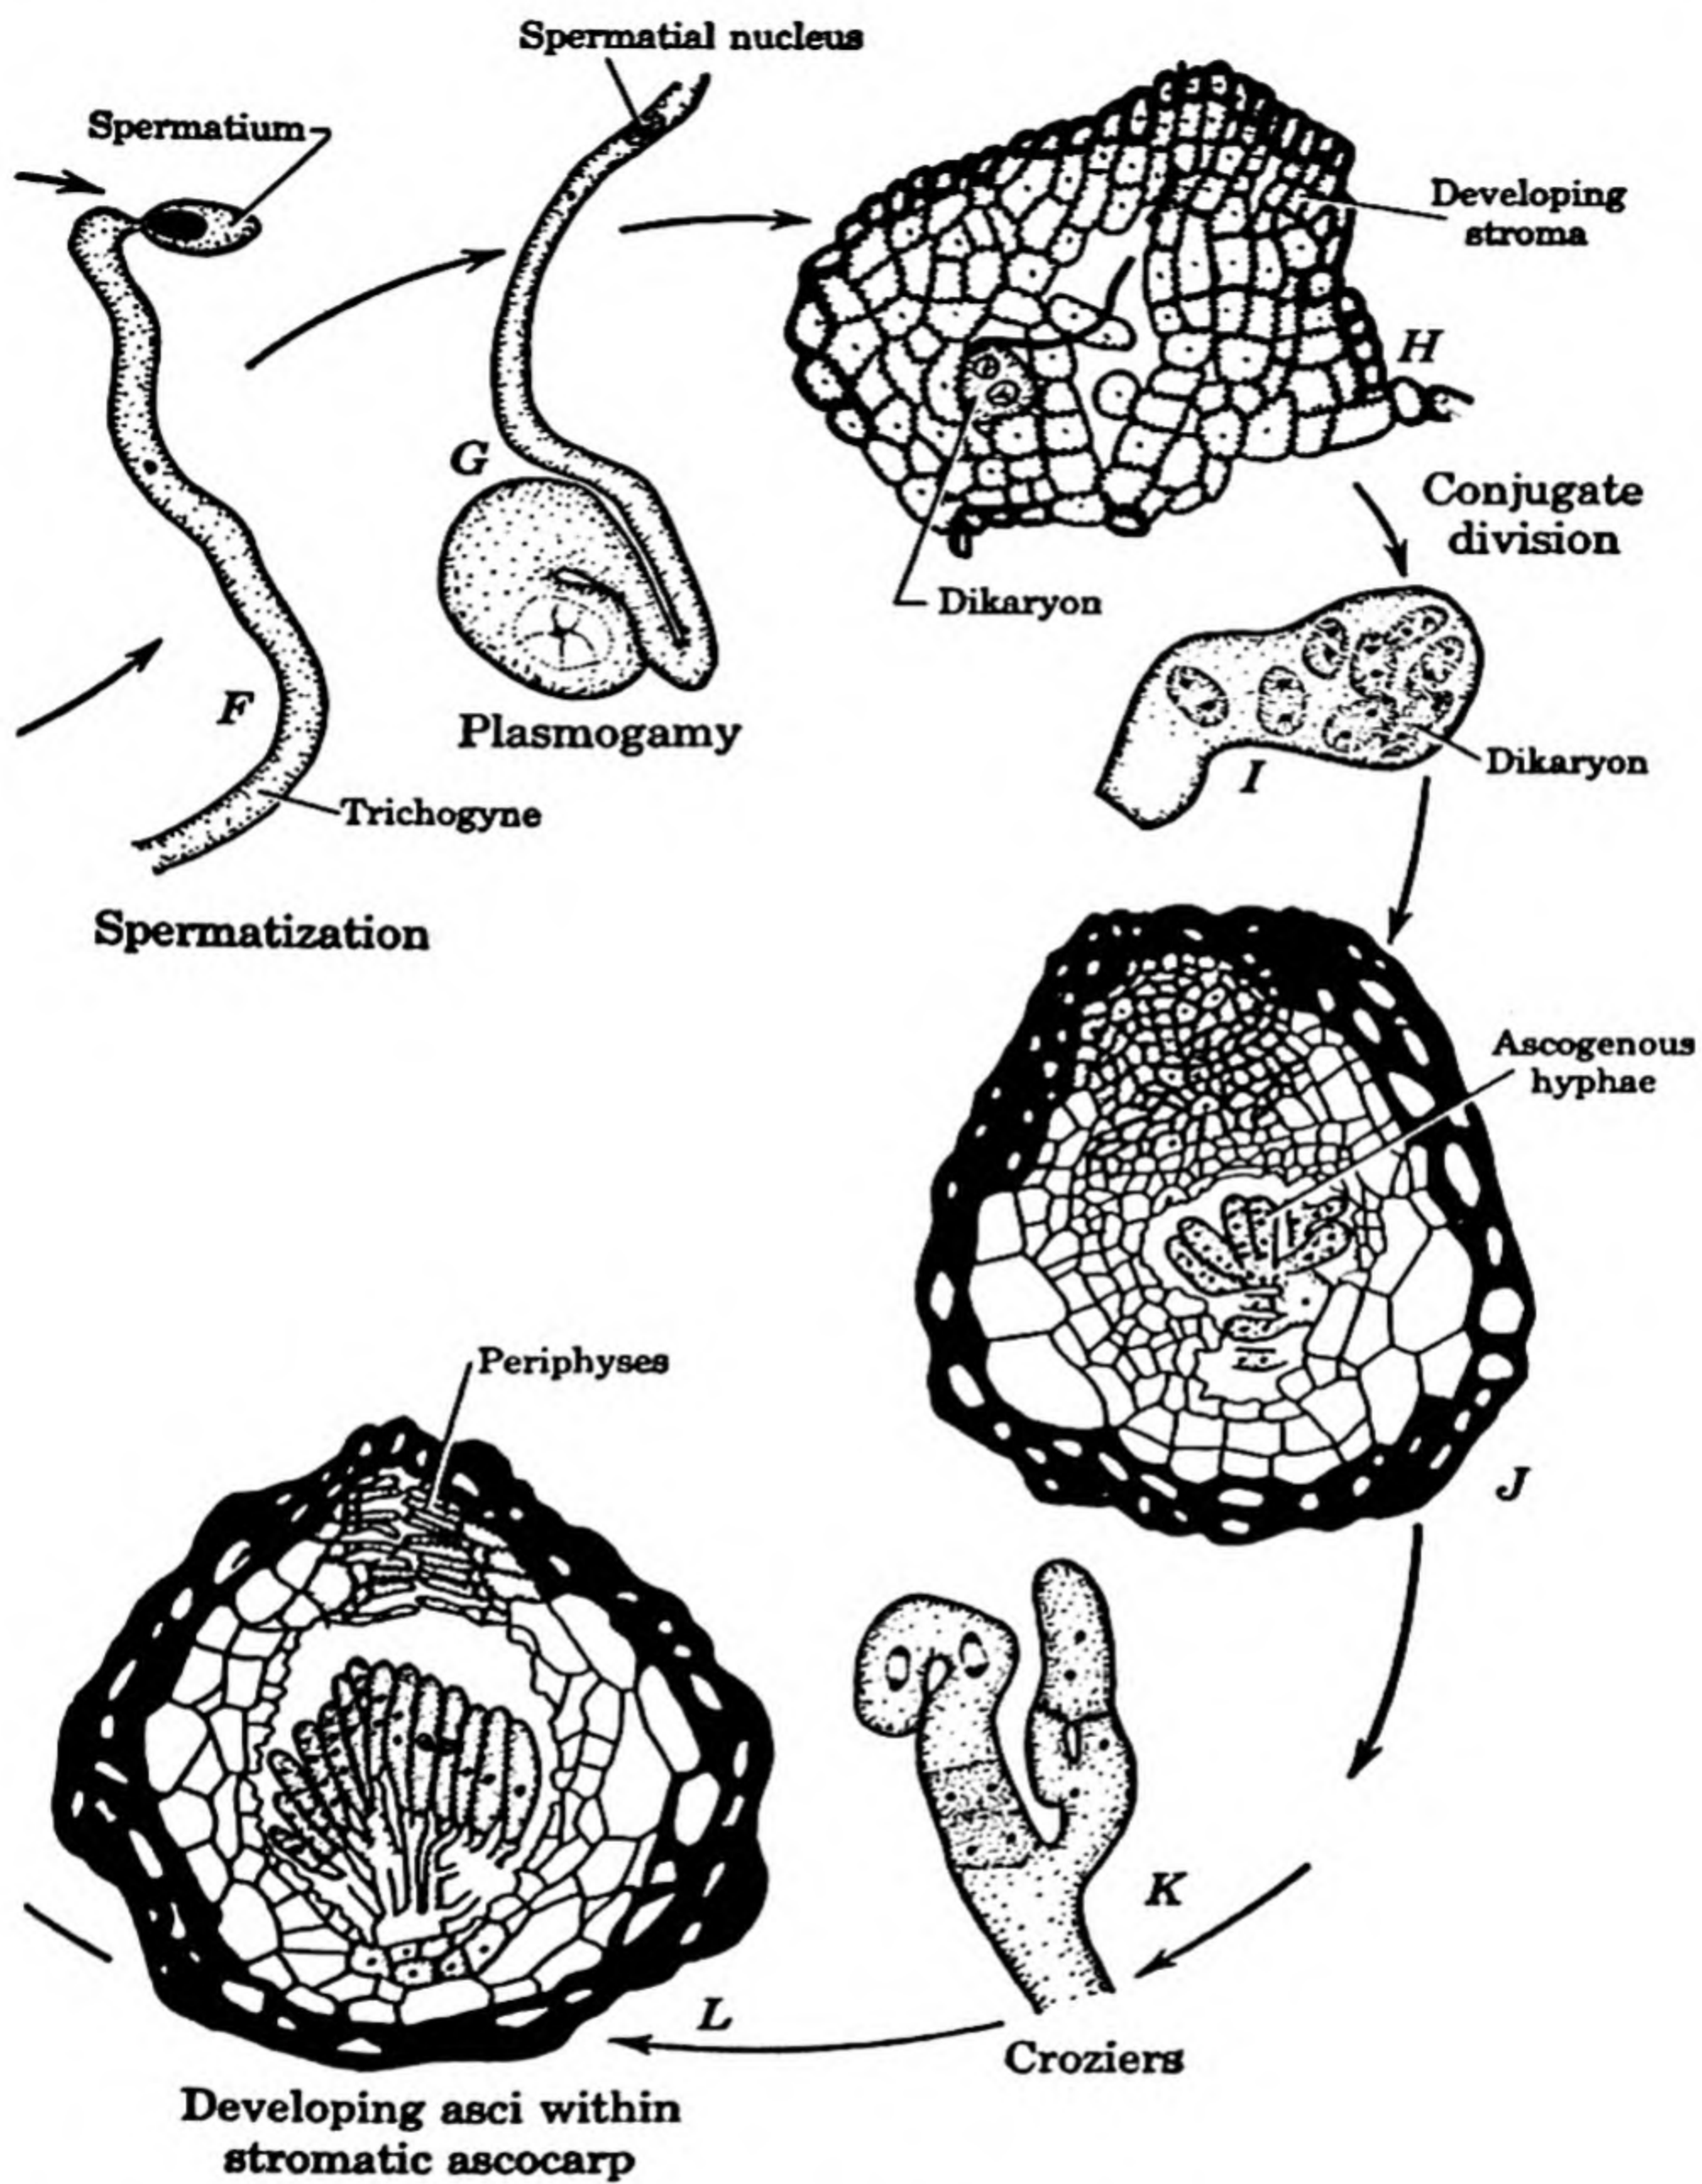 Spermatial nucleus
Spermatium
Developing
stroma
H
G
Conjugate
division
Dikaryon
F
Plasmogamy
Dikaryon
I
Trichogyne
Spermatization
Ascogenous
hyphae
Periphyses
J
K
L
Croziers
Developing asci within
stromatic ascocarp